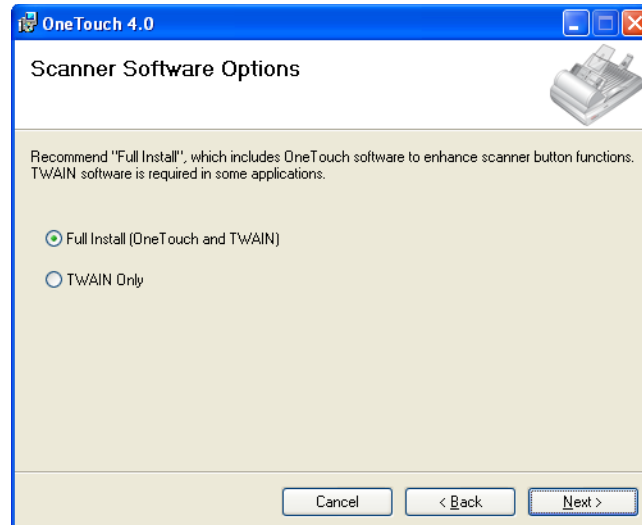 OneTouch 4.0
Scanner Software Options
Recommend "Full Install", which includes OneTouch software to enhance scanner button functions.
TWAIN software is required in some applications.
Full Install (OneTouch and TWAIN)
TWAIN Only
Cancel
< Back
Next >